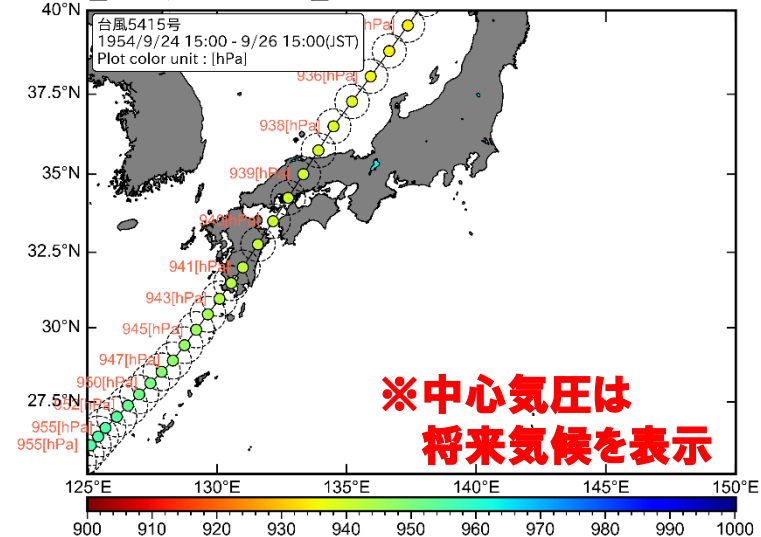 40°N
台風5415号
1954/9/24 15:00 - 9/26 15:00(JST)
Plot color unit : [hPa]
hPa]
936[hPa]
37.5°N
938[hPa]
35°N
939[hPa]
32.5°N
941[hPa]
943[hPa]
30°N
945[hPa]
947[hPa]
950[hPa]
27.5°N
952[hPa]
955[hPa]
955[hPa]
※中心気圧は
将来気候を表示
125°E 130°E 135°E 140°E 145°E 150°E
900 910 920 930 940 950 960 970 980 990 1000